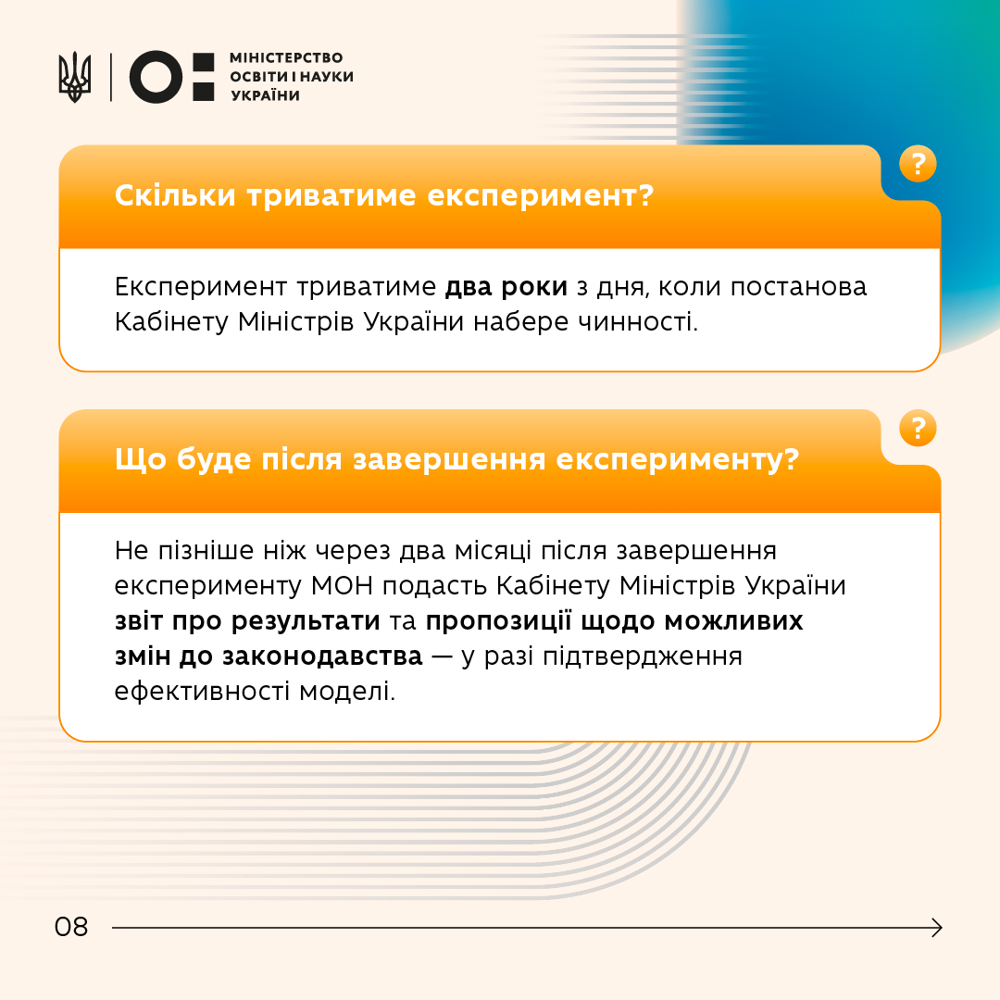 МІНІСТЕРСТВО
ОСВІТИ І НАУКИ
УКРАЇНИ
?
Скільки триватиме експеримент?
Експеримент триватиме два роки з дня, коли постанова
Кабінету Міністрів України набере чинності.
?
Що буде після завершення експерименту?
Не пізніше ніж через два місяці після завершення
експерименту МОН подасть Кабінету Міністрів України
звіт про результати та пропозиції щодо можливих
змін до законодавства — у разі підтвердження
ефективності моделі.
08